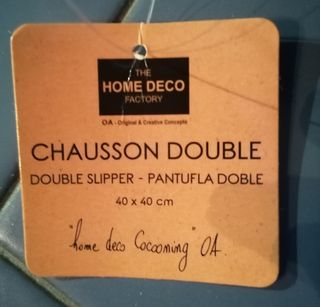 THE
HOME DECO
FACTORY
OA - Original & Creative Concepts
CHAUSSON DOUBLE
DOUBLE SLIPPER - PANTUFLA DOBLE
40 x 40 cm
"home deco Cocooning" OA.